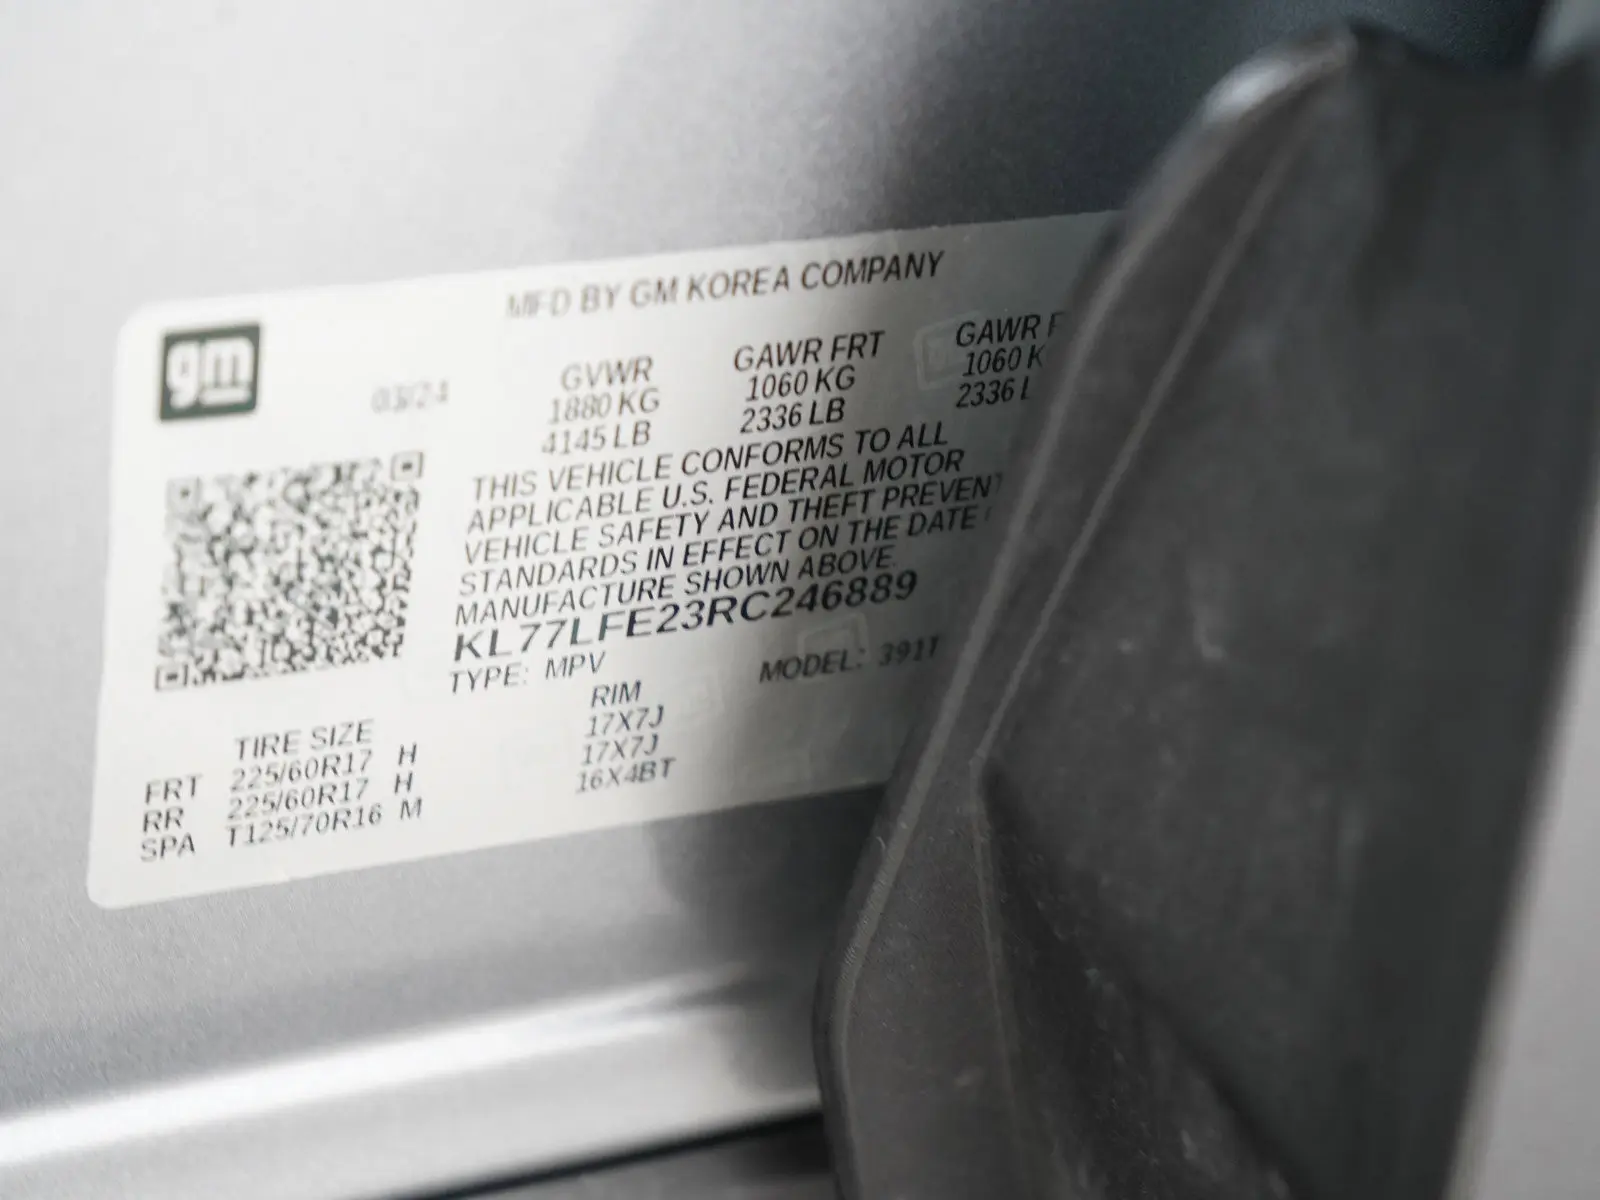 MFD BY GM KOREA COMPANY
gm
03/24
GVWR GAWR FRT GAWR
1880 KG 1060 KG 1060 K
4145 LB 2336 LB 2336 L
THIS VEHICLE CONFORMS TO ALL
APPLICABLE U.S. FEDERAL MOTOR
VEHICLE SAFETY AND THEFT PREVENT
STANDARDS IN EFFECT ON THE DATE
MANUFACTURE SHOWN ABOVE.
KL77LFE23RC246889
TYPE: MPV MODEL: 391T
TIRE SIZE RIM
FRT 225/60R17 H 17X7J
RR 225/60R17 H 17X7J
SPA T125/70R16 M 16X4BT